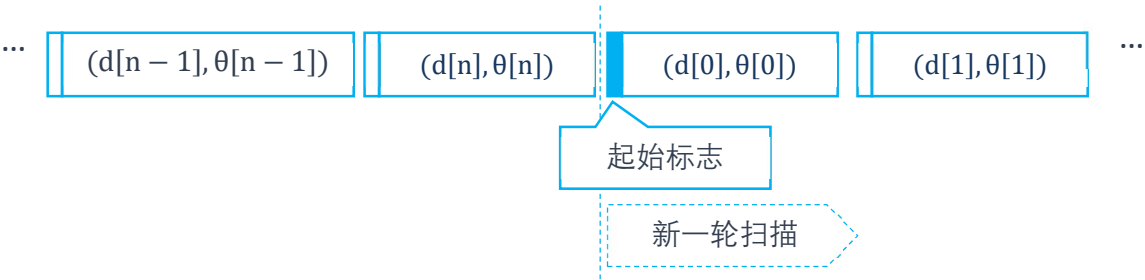 … (d[n − 1],θ[n − 1]) (d[n],θ[n]) (d[0],θ[0]) (d[1],θ[1]) …
起始标志
新一轮扫描